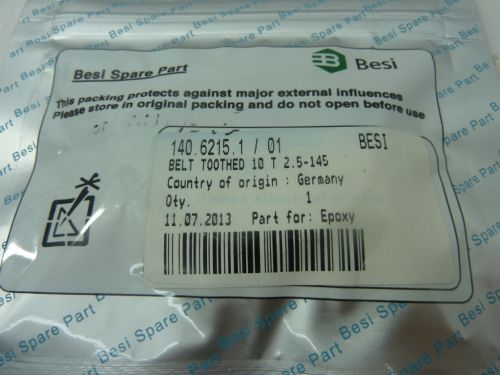 Besi Spare Part
Besi
This packing protects against major external influences
Please store in original packing and do not open before use
140.6215.1 / 01 BESI
BELT TOOTHED 10 T 2.5-145
Country of origin : Germany
Qty. 1
11.07.2013 Part for: Epoxy
Besi Spare Part Besi Spare Part Besi Spare Part